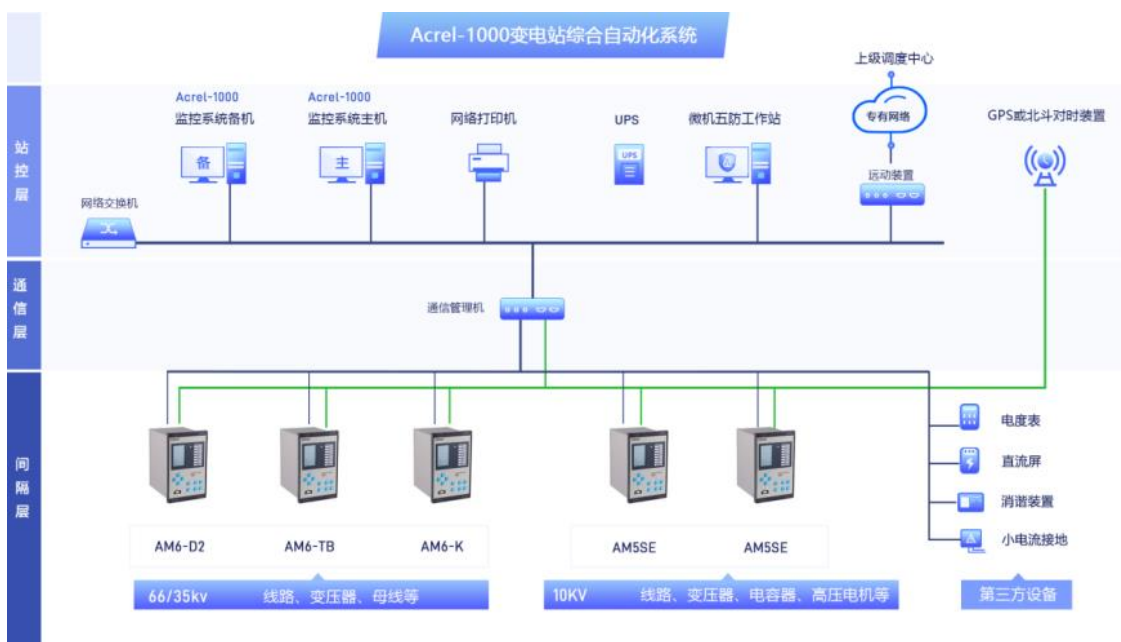 Acrel-1000变电站综合自动化系统
上级调度中心
站控层
Acrel-1000
监控系统备机
Acrel-1000
监控系统主机
网络打印机
UPS
微机五防工作站
专有网络
GPS或北斗对时装置
备
主
UPS
远动装置
网络交换机
通信层
通信管理机
间隔层
电度表
直流屏
消谐装置
小电流接地
AM6-D2
AM6-TB
AM6-K
AM5SE
AM5SE
66/35kv 线路、变压器、母线等
10KV 线路、变压器、电容器、高压电机等
第三方设备